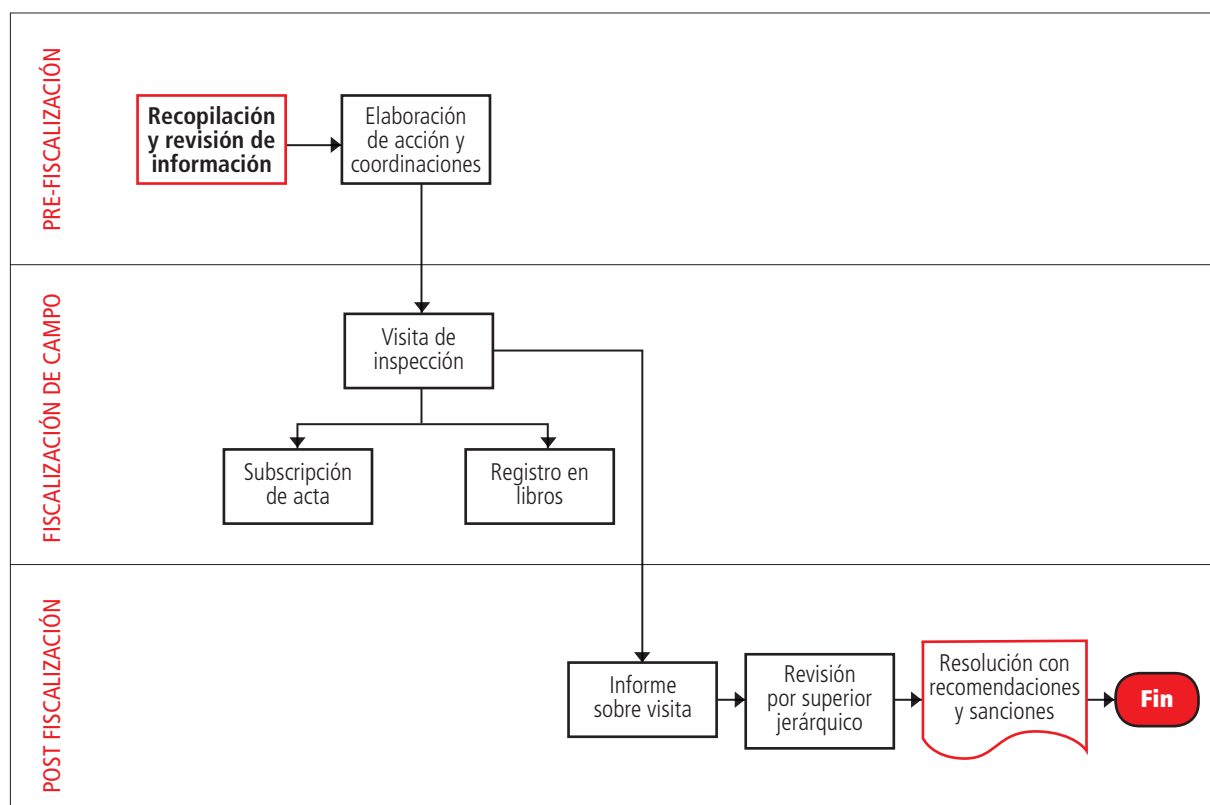 PRE-FISCALIZACIÓN
Recopilación
y revisión de
información
Elaboración
de acción y
coordinaciones
FISCALIZACIÓN DE CAMPO
Visita de
inspección
Subscripción
de acta
Registro en
libros
POST FISCALIZACIÓN
Informe
sobre visita
Revisión
por superior
jerárquico
Resolución con
recomendaciones
y sanciones
Fin